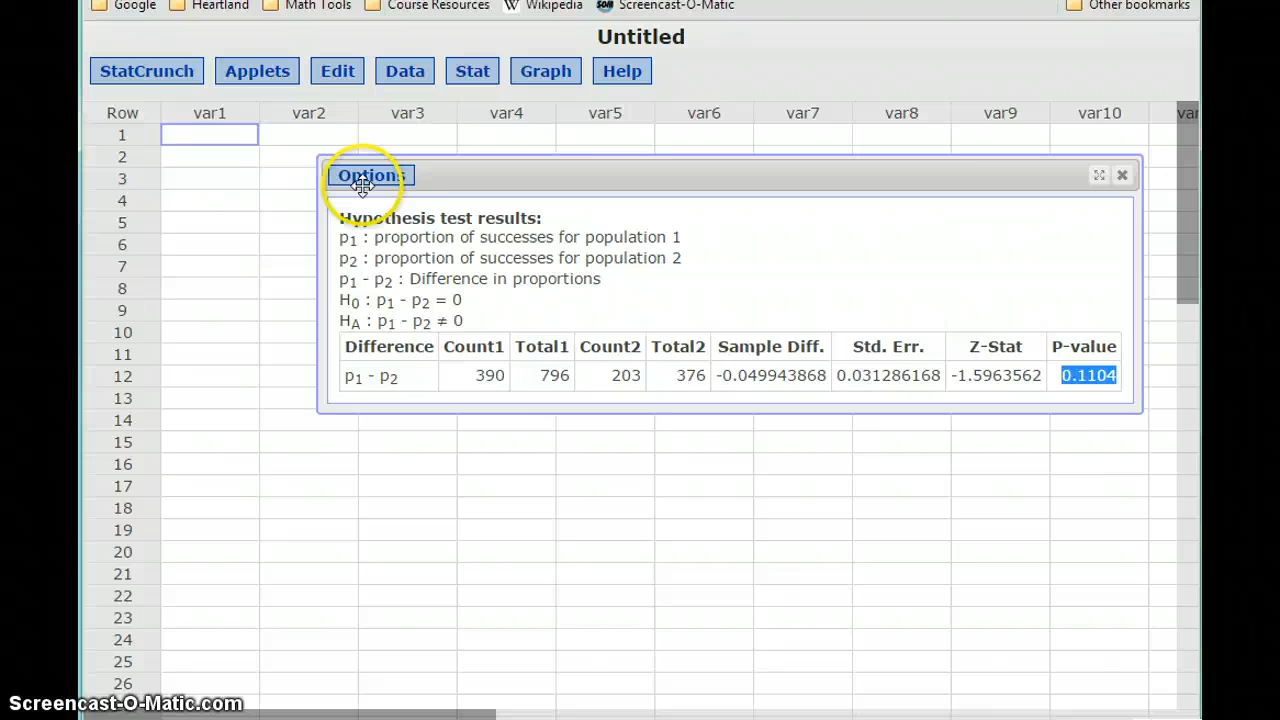 Google Heartland Math Tools Course Resources W Wikipedia SOM Screencast-O-Matic Other bookmarks
Untitled
StatCrunch Applets Edit Data Stat Graph Help
Row var1 var2 var3 var4 var5 var6 var7 var8 var9 var10 var
1
2
3
4
5
6
7
8
9
10
11
12
13
14
15
16
17
18
19
20
21
22
23
24
25
26
Options
Hypothesis test results:
p1 : proportion of successes for population 1
p2 : proportion of successes for population 2
p1 - p2 : Difference in proportions
H0 : p1 - p2 = 0
HA : p1 - p2 ≠ 0
Difference Count1 Total1 Count2 Total2 Sample Diff. Std. Err. Z-Stat P-value
p1 - p2 390 796 203 376 -0.049943868 0.031286168 -1.5963562 0.1104
Screencast-O-Matic.com